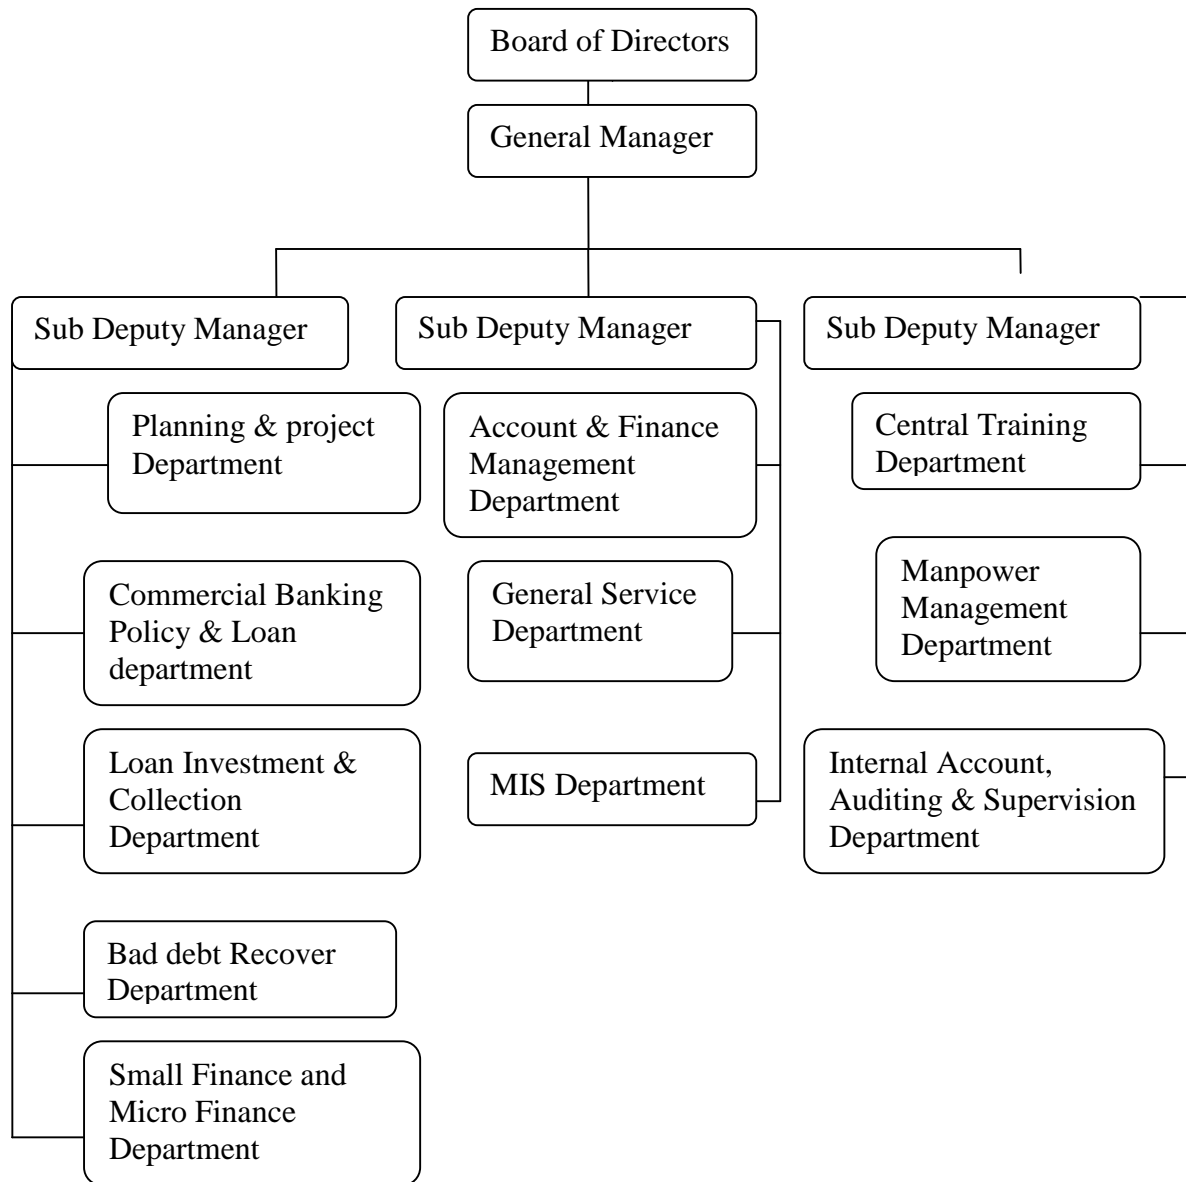 Board of Directors
General Manager
Sub Deputy Manager
Planning & project
Department
Commercial Banking
Policy & Loan
department
Loan Investment &
Collection
Department
Bad debt Recover
Department
Small Finance and
Micro Finance
Department
Sub Deputy Manager
Account & Finance
Management
Department
General Service
Department
MIS Department
Sub Deputy Manager
Central Training
Department
Manpower
Management
Department
Internal Account,
Auditing & Supervision
Department